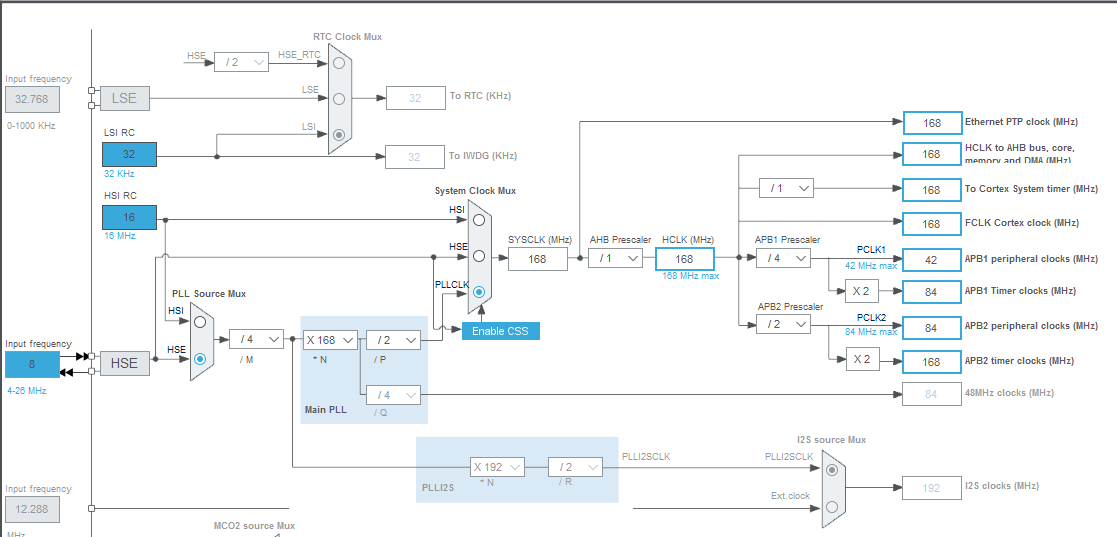 RTC Clock Mux
HSE
/ 2
HSE_RTC
Input frequency
32.768
0-1000 KHz
LSE
LSE
32
To RTC (KHz)
LSI RC
LSI
32
32 KHz
32
To IWDG (KHz)
HSI RC
16
16 MHz
System Clock Mux
HSI
HSE
PLLCLK
SYSCLK (MHz)
168
AHB Prescaler
/ 1
HCLK (MHz)
168
168 MHz max
Enable CSS
168
Ethernet PTP clock (MHz)
168
HCLK to AHB bus, core,
memory and DMA (MHz)
/ 1
168
To Cortex System timer (MHz)
168
FCLK Cortex clock (MHz)
APB1 Prescaler
/ 4
PCLK1
42 MHz max
42
APB1 peripheral clocks (MHz)
X 2
84
APB1 Timer clocks (MHz)
APB2 Prescaler
/ 2
PCLK2
84 MHz max
84
APB2 peripheral clocks (MHz)
X 2
168
APB2 timer clocks (MHz)
PLL Source Mux
HSI
HSE
Input frequency
8
4-26 MHz
HSE
/ 4
/ M
X 168
* N
/ 2
/ P
/ 4
/ Q
Main PLL
84
48MHz clocks (MHz)
X 192
* N
/ 2
/ R
PLLI2S
PLLI2SCLK
I2S source Mux
PLLI2SCLK
Ext.clock
192
I2S clocks (MHz)
Input frequency
12.288
MHz
MCO2 source Mux